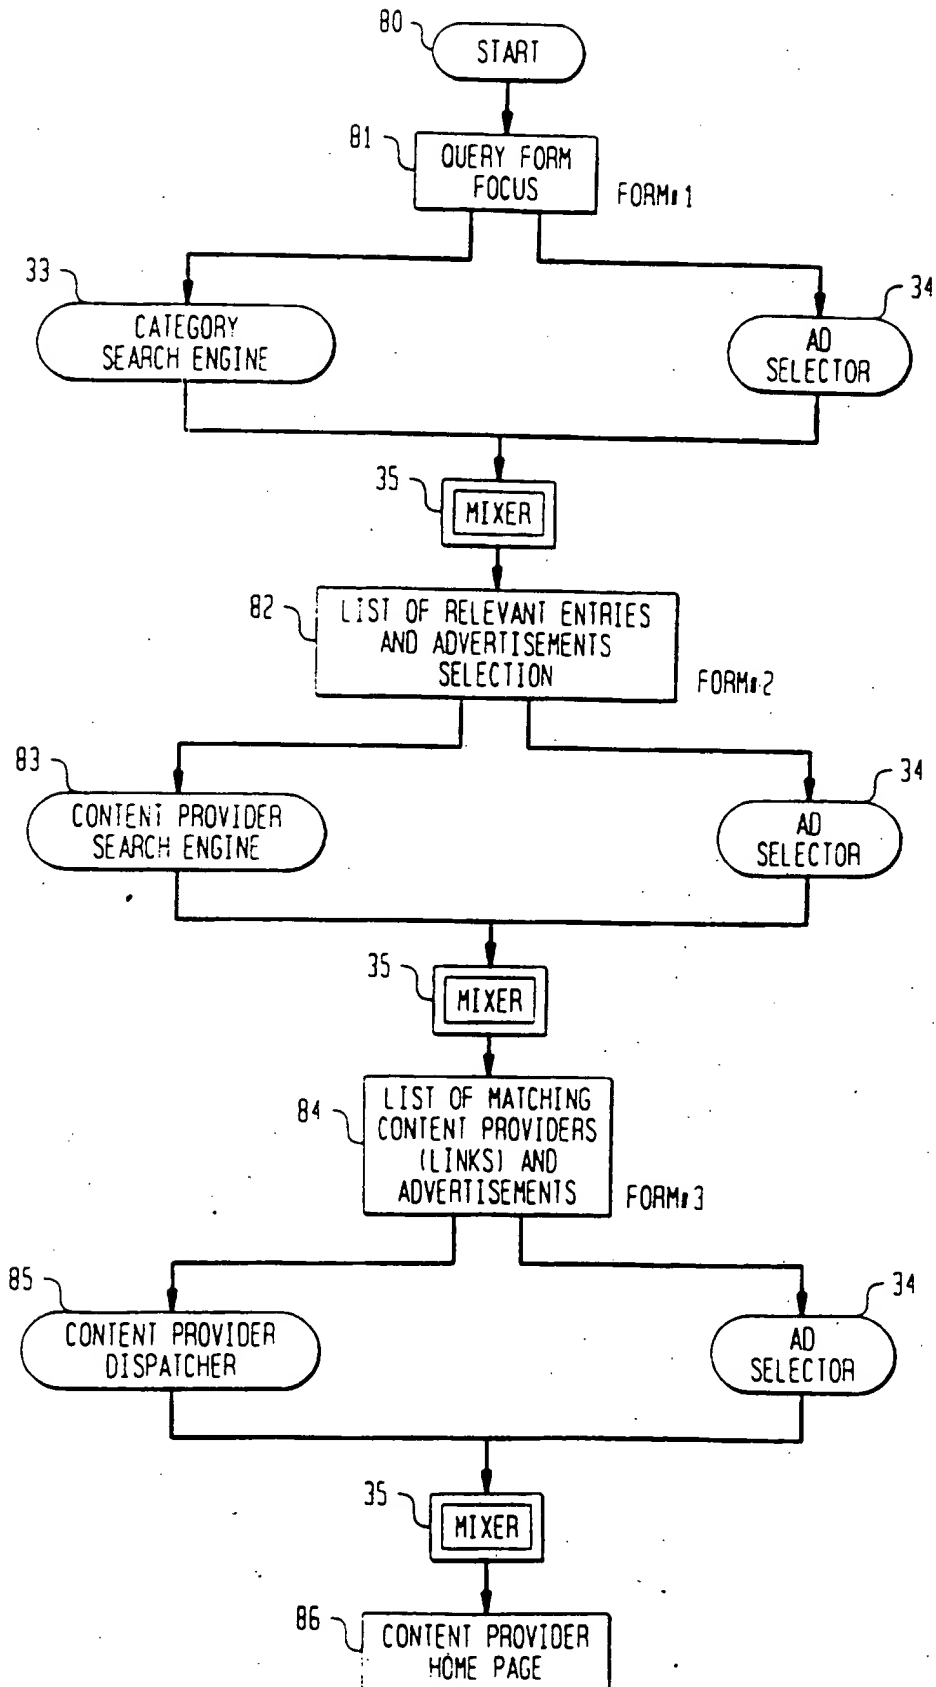 80
START
81
QUERY FORM
FOCUS
FORM#1
33
CATEGORY
SEARCH ENGINE
34
AD
SELECTOR
35
MIXER
82
LIST OF RELEVANT ENTRIES
AND ADVERTISEMENTS
SELECTION
FORM#2
83
CONTENT PROVIDER
SEARCH ENGINE
34
AD
SELECTOR
35
MIXER
84
LIST OF MATCHING
CONTENT PROVIDERS
(LINKS) AND
ADVERTISEMENTS
FORM#3
85
CONTENT PROVIDER
DISPATCHER
34
AD
SELECTOR
35
MIXER
86
CONTENT PROVIDER
HOME PAGE